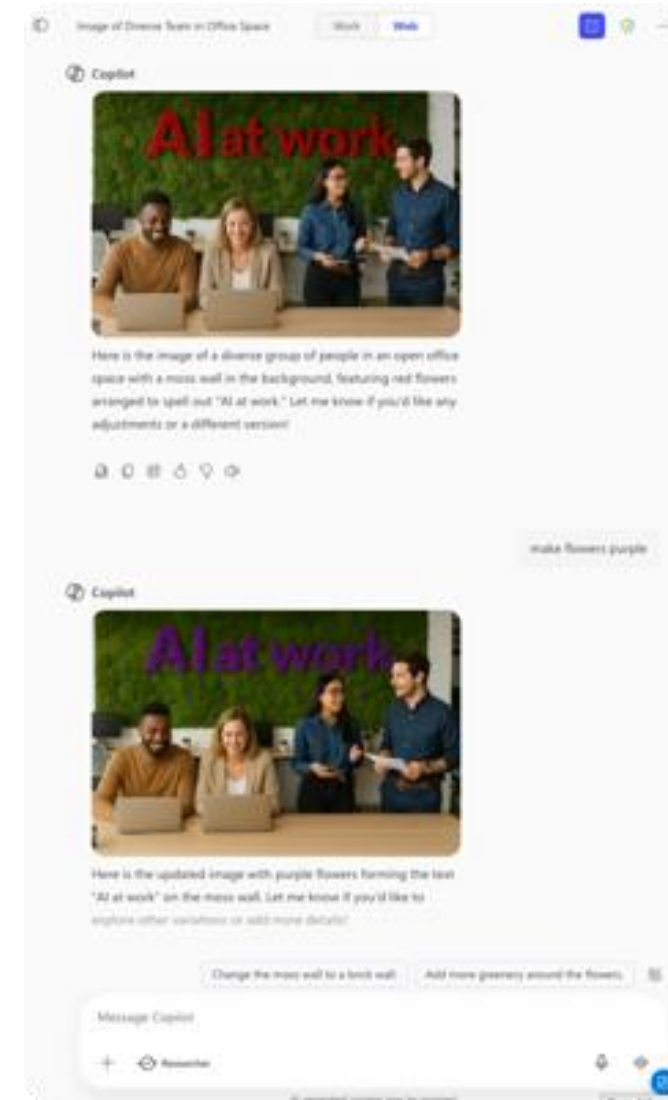 Image of Diverse Team in Office Space
Work
Web
Copilot
AI at work
Here is the image of a diverse group of people in an open office
space with a moss wall in the background, featuring red flowers
arranged to spell out "AI at work." Let me know if you'd like any
adjustments or a different version!
make flowers purple
Copilot
AI at work
Here is the updated image with purple flowers forming the text
"AI at work" on the moss wall. Let me know if you'd like to
explore other variations or add more details!
Change the moss wall to a brick wall
Add more greenery around the flowers
Message Copilot
Researcher